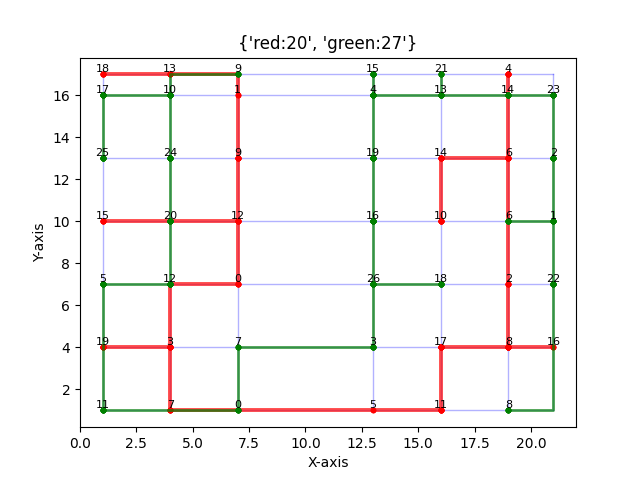 {'red:20', 'green:27'}
18 13 9 15 21 4
17 10 1 4 13 14 23
25 24 9 19 14 6 2
15 20 12 16 10 6 1
5 12 0 26 18 2 22
19 3 7 3 17 8 16
11 7 0 5 11 8
16
14
12
10
8
6
4
2
Y-axis
0.0 2.5 5.0 7.5 10.0 12.5 15.0 17.5 20.0
X-axis